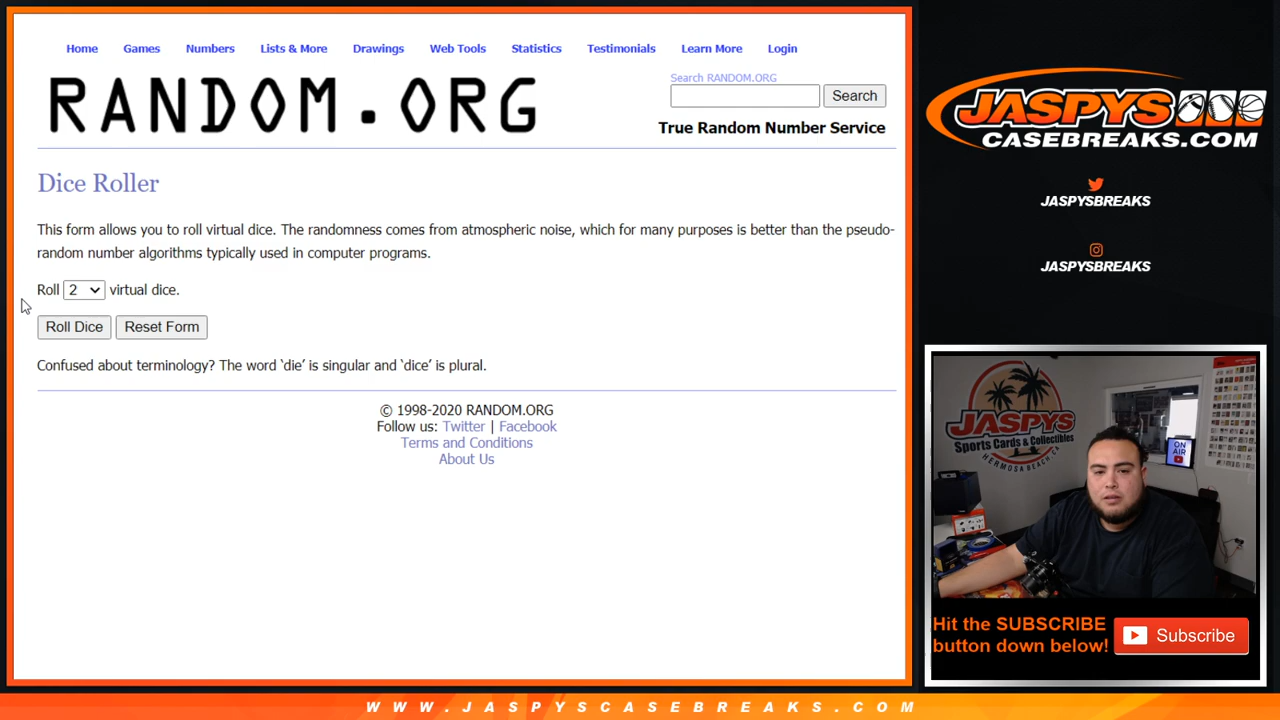 Home Games Numbers Lists & More Drawings Web Tools Statistics Testimonials Learn More Login
RANDOM.ORG
Search RANDOM.ORG
Search
True Random Number Service
Dice Roller
This form allows you to roll virtual dice. The randomness comes from atmospheric noise, which for many purposes is better than the pseudo-
random number algorithms typically used in computer programs.
Roll 2 virtual dice.
Roll Dice Reset Form
Confused about terminology? The word ‘die’ is singular and ‘dice’ is plural.
© 1998-2020 RANDOM.ORG
Follow us: Twitter | Facebook
Terms and Conditions
About Us
JASPYS
CASEBREAKS.COM
JASPYSBREAKS
JASPYSBREAKS
JASPYS
Sports Cards & Collectibles
HERMOSA BEACH, CA
ON
AIR
Hit the SUBSCRIBE
button down below!
Subscribe
WWW.JASPYSCASEBREAKS.COM